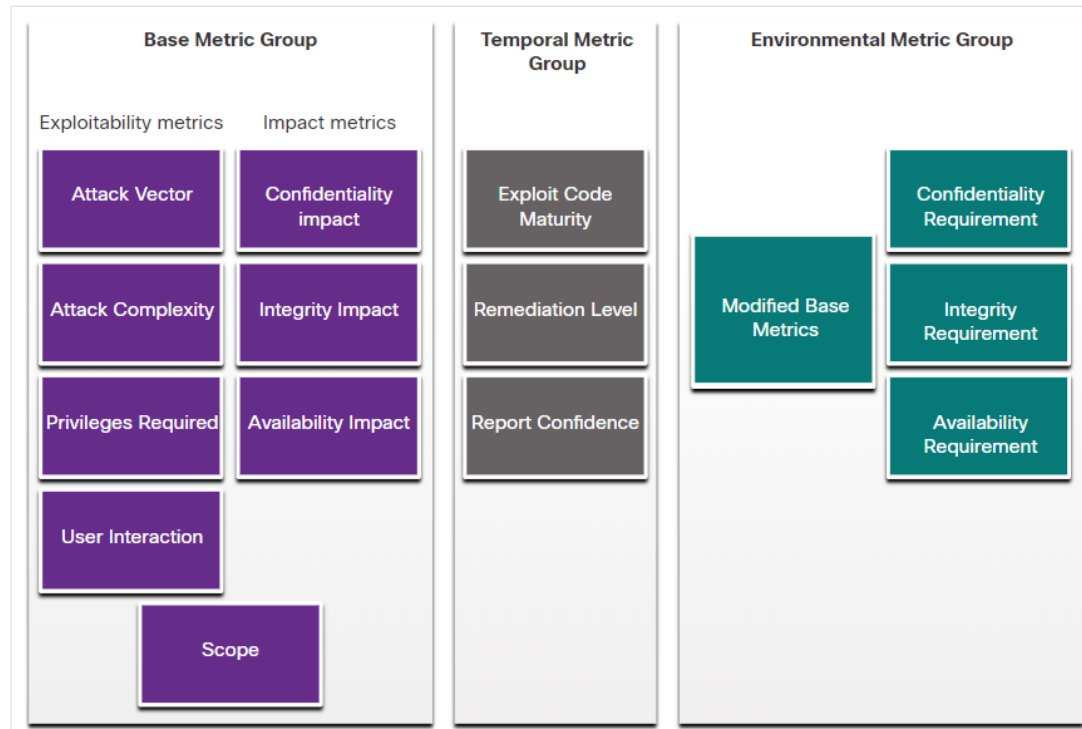 Base Metric Group
Exploitability metrics
Impact metrics
Attack Vector
Confidentiality
impact
Attack Complexity
Integrity Impact
Privileges Required
Availability Impact
User Interaction
Scope
Temporal Metric
Group
Exploit Code
Maturity
Remediation Level
Report Confidence
Environmental Metric Group
Modified Base
Metrics
Confidentiality
Requirement
Integrity
Requirement
Availability
Requirement